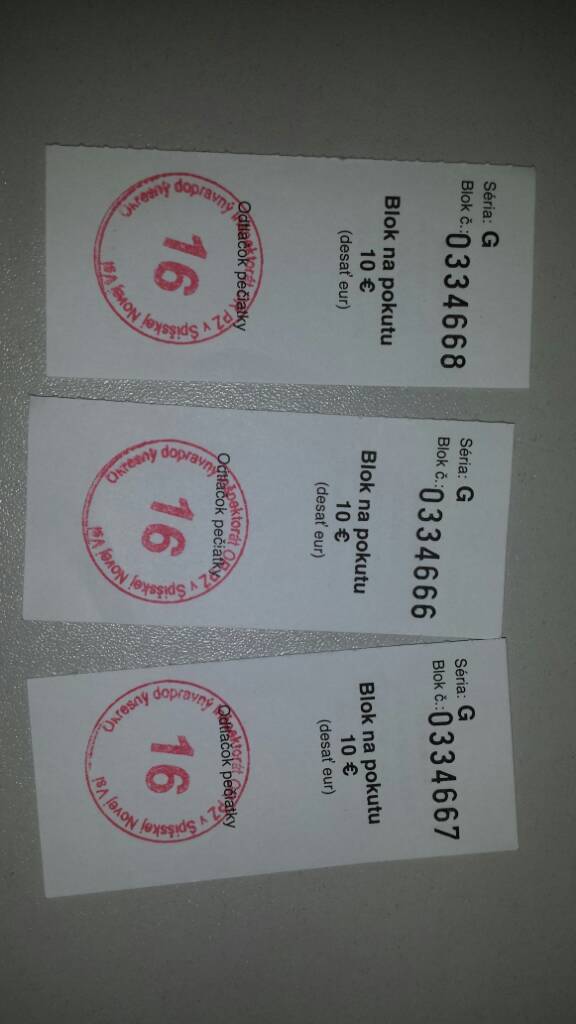 Séria: G
Blok č.: 0334668
Blok na pokutu
10 €
(desať eur)
Odtlačok pečiatky
Okresný dopravný inšpektorát OR PZ v Spišskej Novej Vsi
16
Séria: G
Blok č.: 0334666
Blok na pokutu
10 €
(desať eur)
Odtlačok pečiatky
Okresný dopravný inšpektorát OR PZ v Spišskej Novej Vsi
16
Séria: G
Blok č.: 0334667
Blok na pokutu
10 €
(desať eur)
Odtlačok pečiatky
Okresný dopravný inšpektorát OR PZ v Spišskej Novej Vsi
16